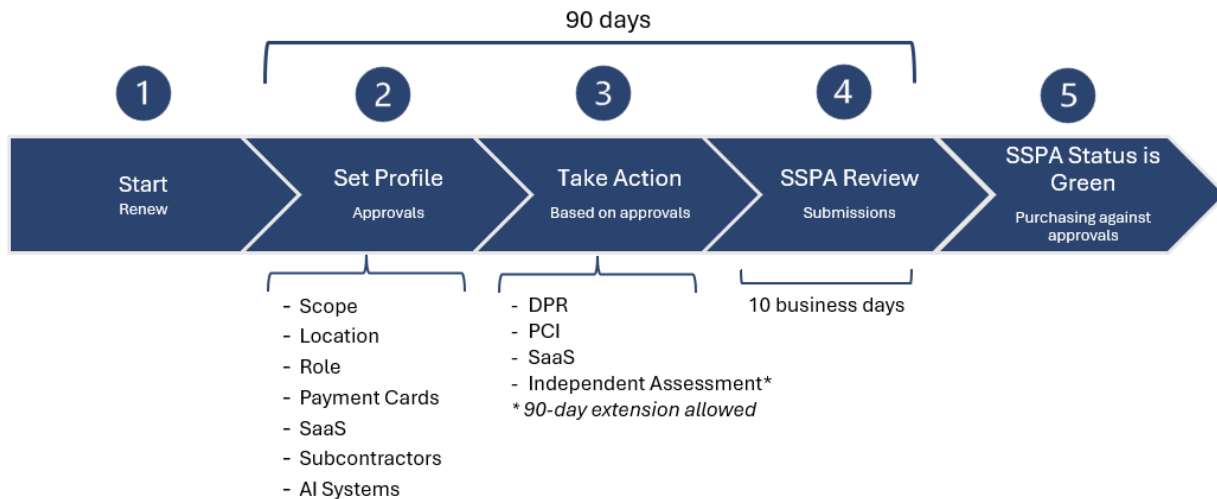 90 days
1
2
3
4
5
Start
Renew
Set Profile
Approvals
Take Action
Based on approvals
SSPA Review
Submissions
SSPA Status is
Green
Purchasing against
approvals
- Scope
- Location
- Role
- Payment Cards
- SaaS
- Subcontractors
- AI Systems
- DPR
- PCI
- SaaS
- Independent Assessment*
* 90-day extension allowed
10 business days